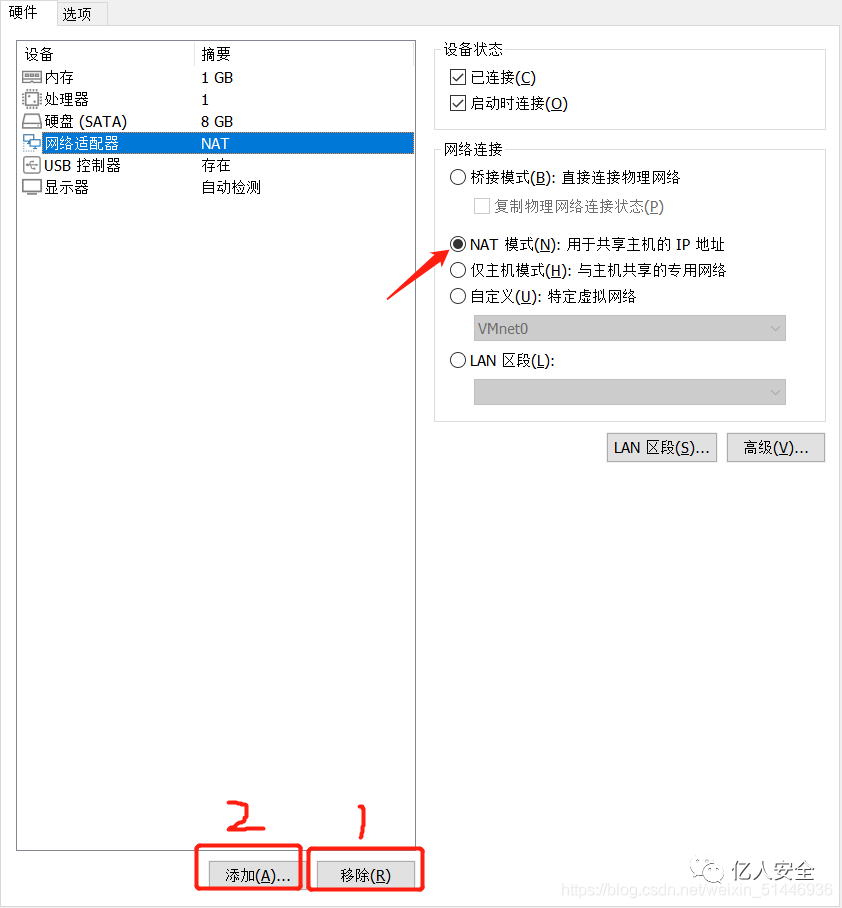 硬件 选项
设备 摘要
内存 1 GB
处理器 1
硬盘 (SATA) 8 GB
网络适配器 NAT
USB 控制器 存在
显示器 自动检测
设备状态
已连接(C)
启动时连接(O)
网络连接
桥接模式(B): 直接连接物理网络
复制物理网络连接状态(P)
NAT 模式(N): 用于共享主机的 IP 地址
仅主机模式(H): 与主机共享的专用网络
自定义(U): 特定虚拟网络
VMnet0
LAN 区段(L):
LAN 区段(S)... 高级(V)...
2 1
添加(A)... 移除(R)
亿人安全
https://blog.csdn.net/weixin_51446936